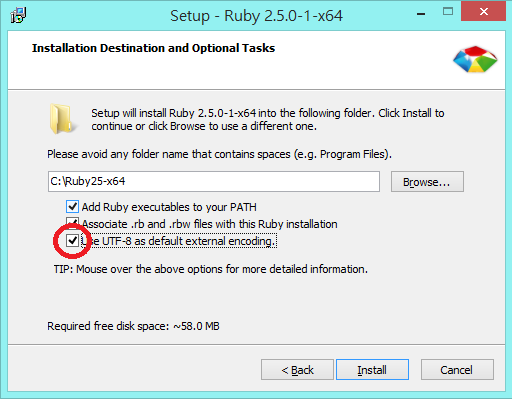 Setup - Ruby 2.5.0-1-x64
Installation Destination and Optional Tasks
Setup will install Ruby 2.5.0-1-x64 into the following folder. Click Install to
continue or click Browse to use a different one.
Please avoid any folder name that contains spaces (e.g. Program Files).
C:\Ruby25-x64
Browse...
Add Ruby executables to your PATH
Associate .rb and .rbw files with this Ruby installation
Use UTF-8 as default external encoding.
TIP: Mouse over the above options for more detailed information.
Required free disk space: ~58.0 MB
< Back
Install
Cancel